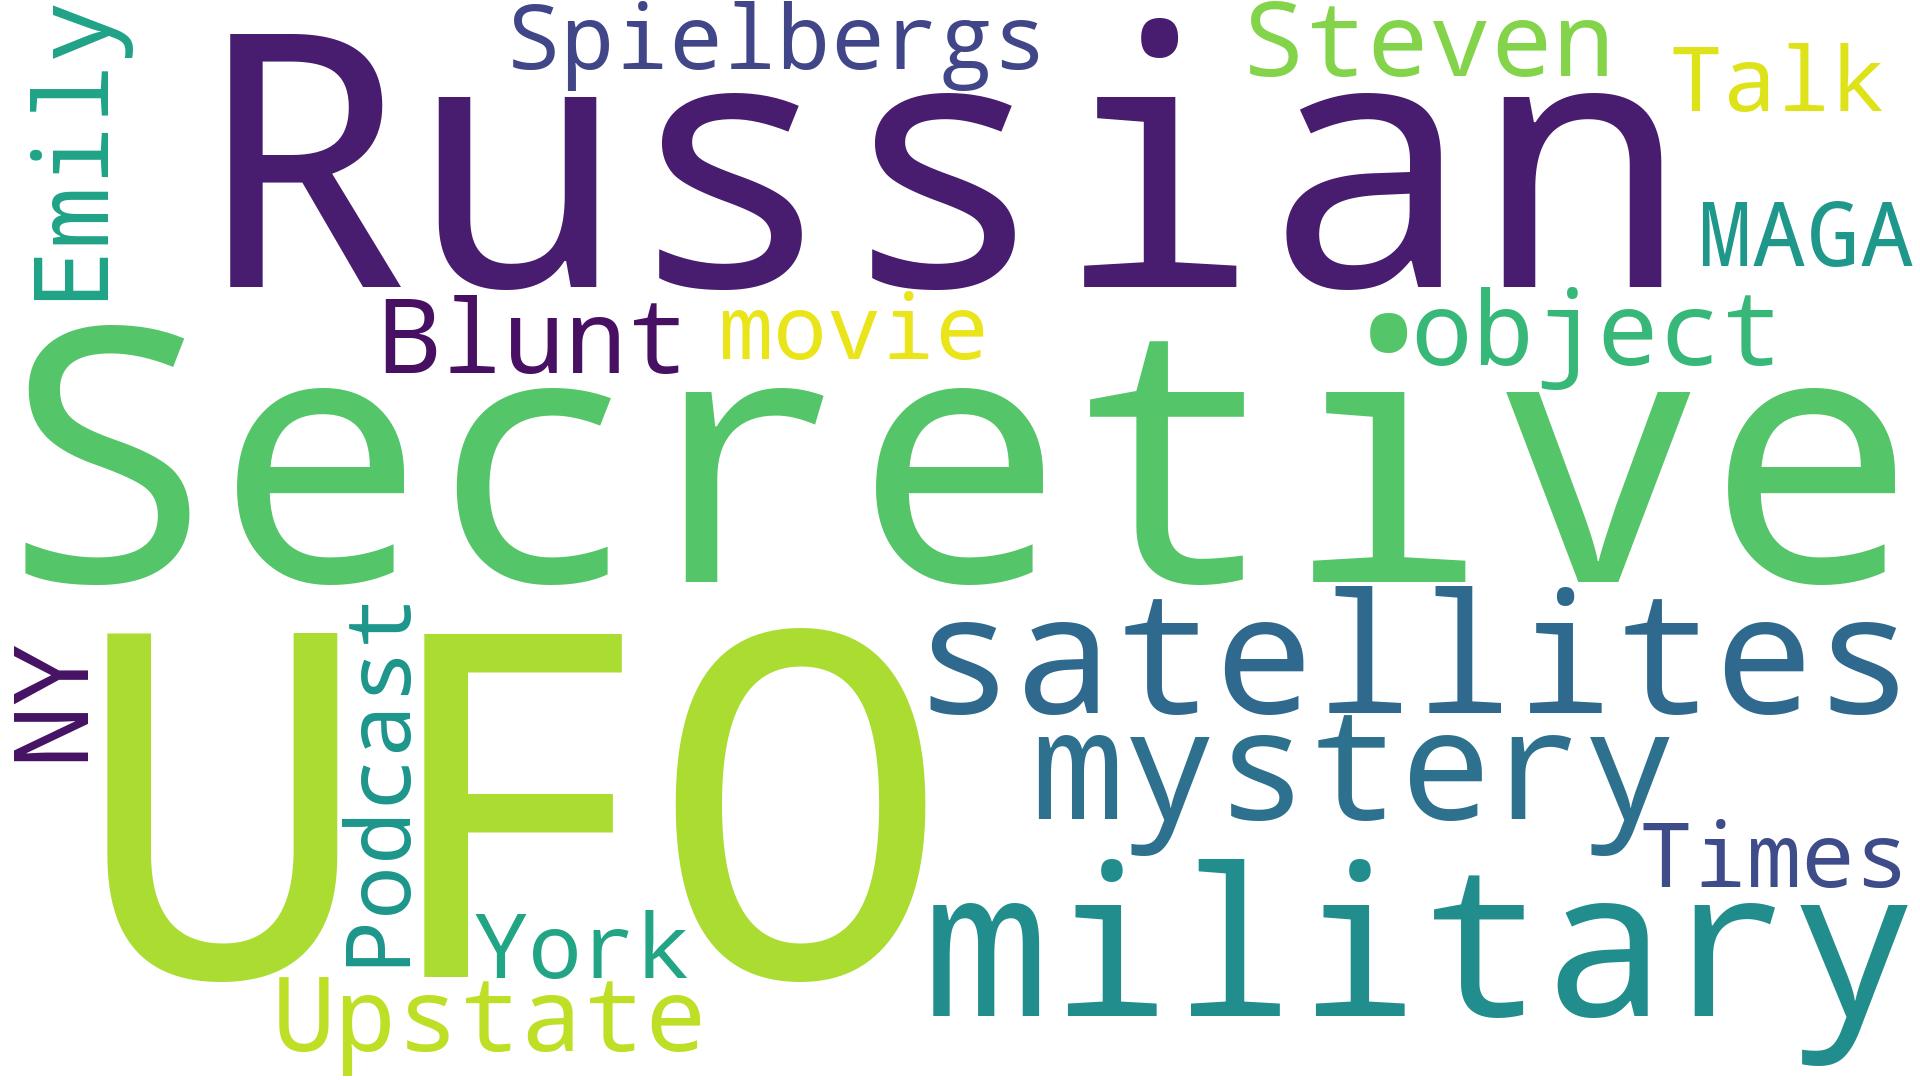 Emily
Spielbergs
Steven
Talk
Russian
MAGA
Blunt
movie
object
Secretive
NY
UFO
Podcast
satellites
mystery
Times
York
military
Upstate